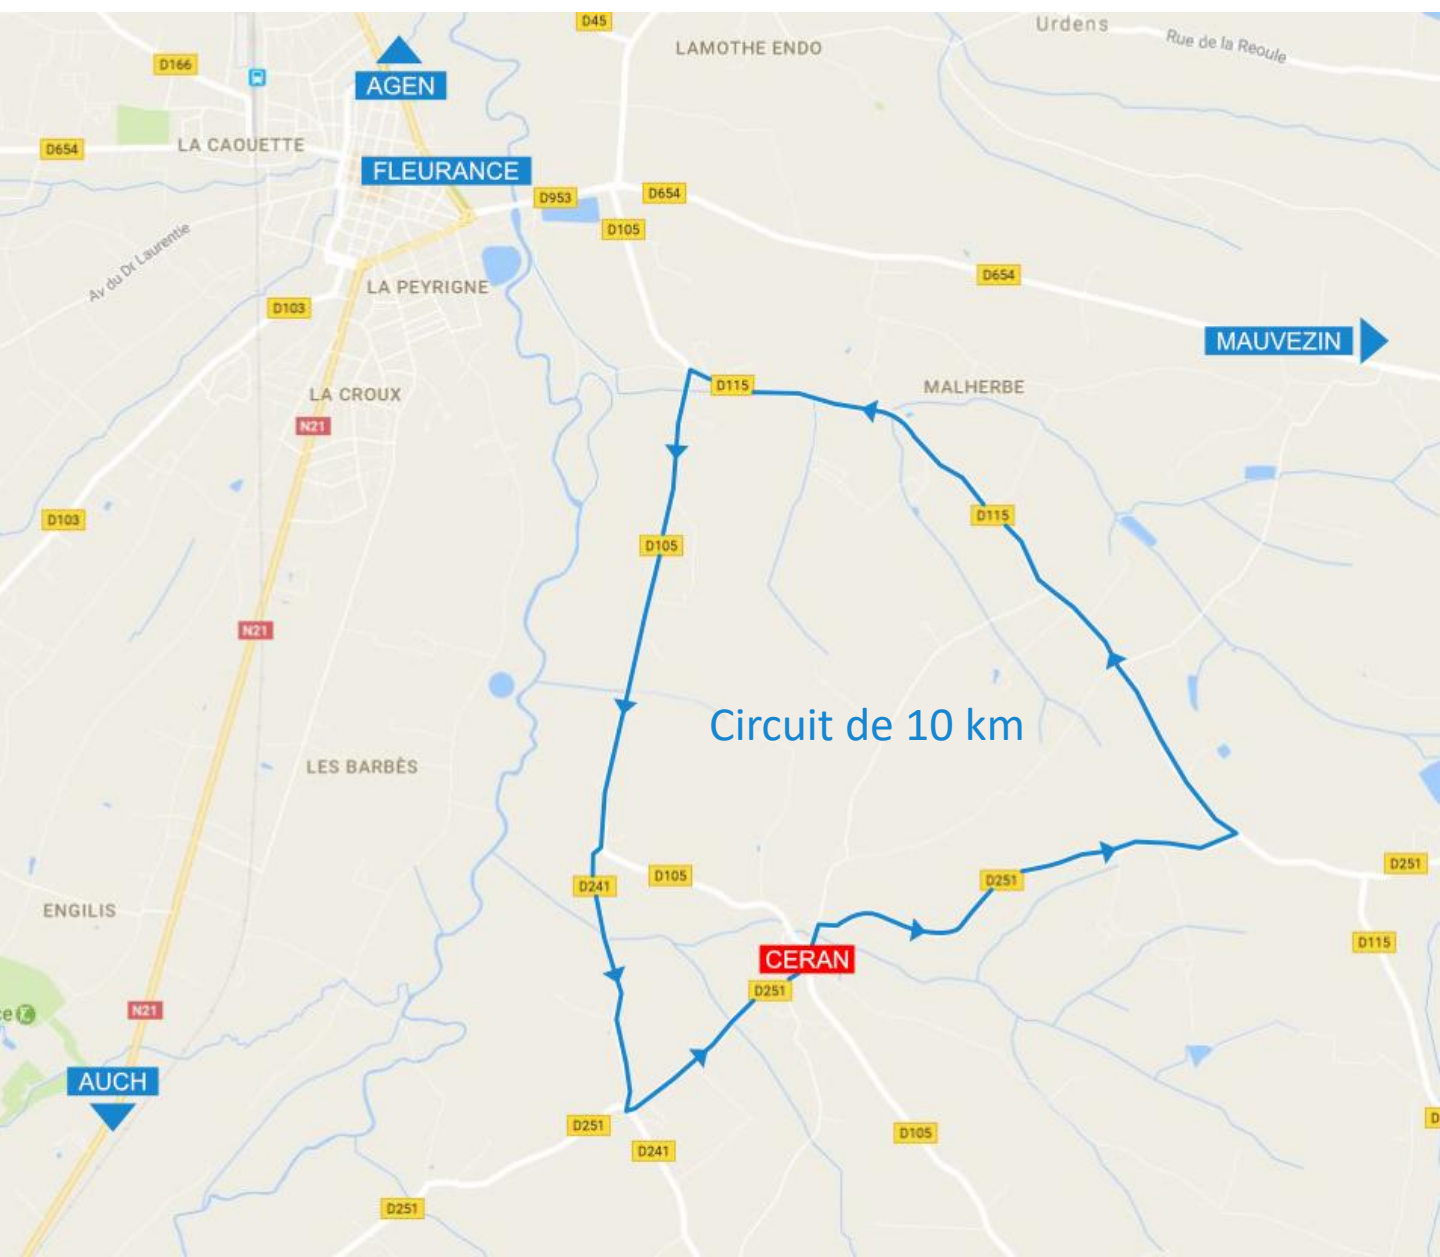 D45
Urdens
Rue de la Reoule
LAMOTHE ENDO
D166
AGEN
LA CAOUETTE
D654
FLEURANCE
D953
D654
D105
Av du Dr Laurentie
D654
LA PEYRIGNE
D103
MAUVEZIN
D115
MALHERBE
LA CROUX
N21
D103
D115
D105
N21
Circuit de 10 km
LES BARBÈS
D251
D105
D251
D241
ENGILIS
D115
CERAN
D251
N21
ce
AUCH
D251
D105
D241
D251
D